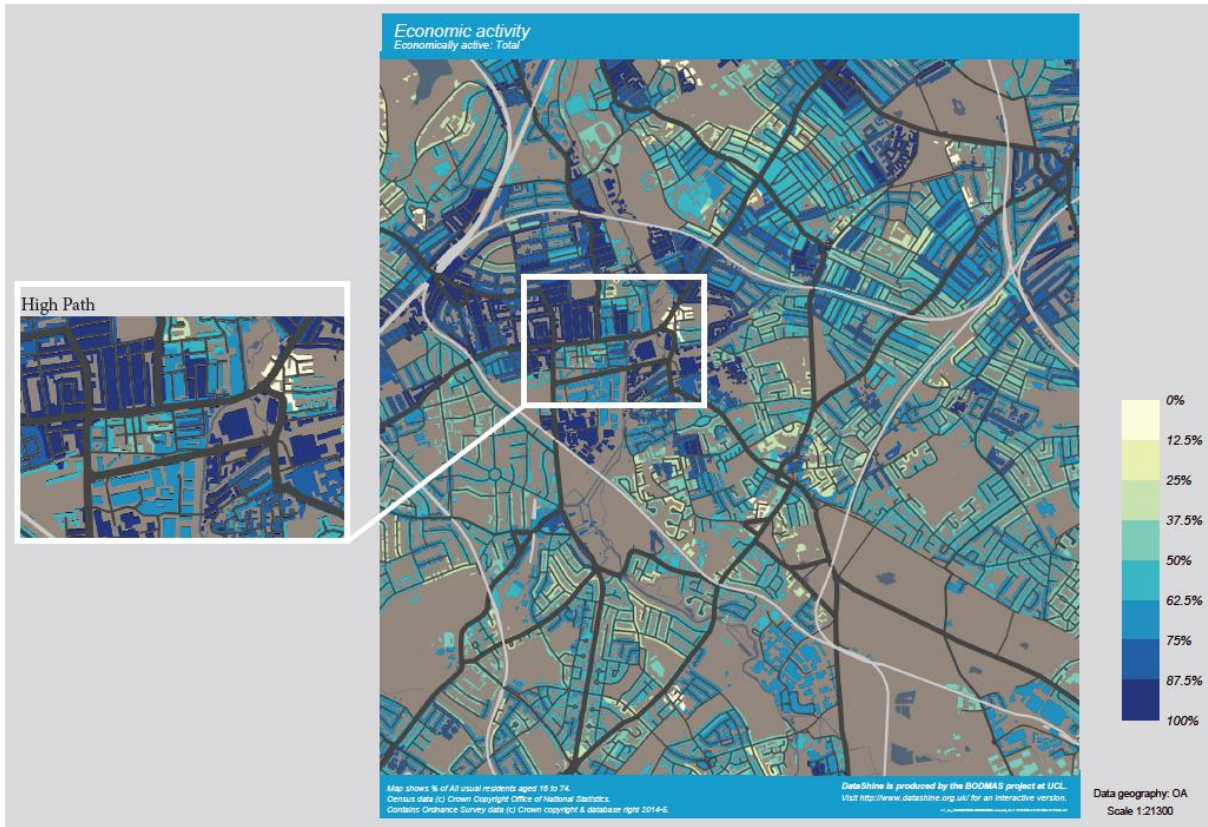 Economic activity
Economically active: Total
High Path
0%
12.5%
25%
37.5%
50%
62.5%
75%
87.5%
100%
Map shows % of All usual residents aged 16 to 74.
Census data (c) Crown Copyright Office of National Statistics.
Contains Ordnance Survey data (c) Crown copyright & database right 2014-5.
DataShine is produced by the BODMAS project at UCL.
Visit http://www.datashine.org.uk/ for an interactive version.
Data geography: OA
Scale 1:21300